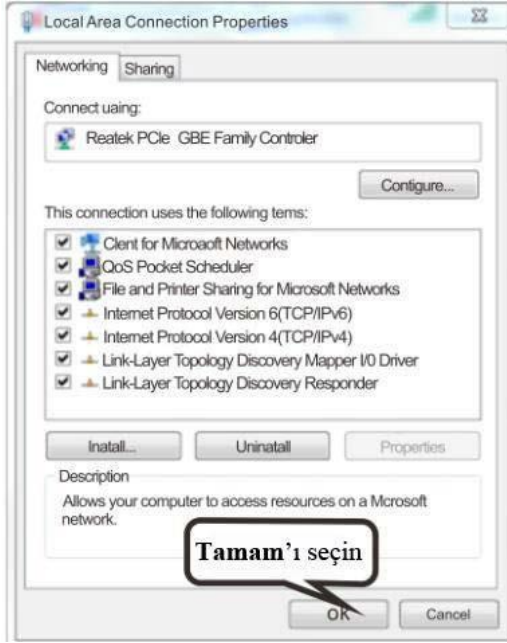 Local Area Connection Properties
Networking
Sharing
Connect uaing:
Reatek PCle GBE Family Controler
Contigure...
This connection uses the following tems:
Clent for Microaoft Networks
QoS Pocket Scheduler
File and Printer Sharing for Microsoft Networks
Internet Protocol Version 6(TCP/IPv6)
Intemet Protocol Version 4(TCP/IPv4)
Link-Layer Topology Discovery Mapper I/0 Driver
Link-Layer Topology Discovery Responder
Inatall...
Uninatall
Properties
Description
Allows your computer to access resources on a Mcrosoft
network.
Tamam’ı seçin
OK
Cancel